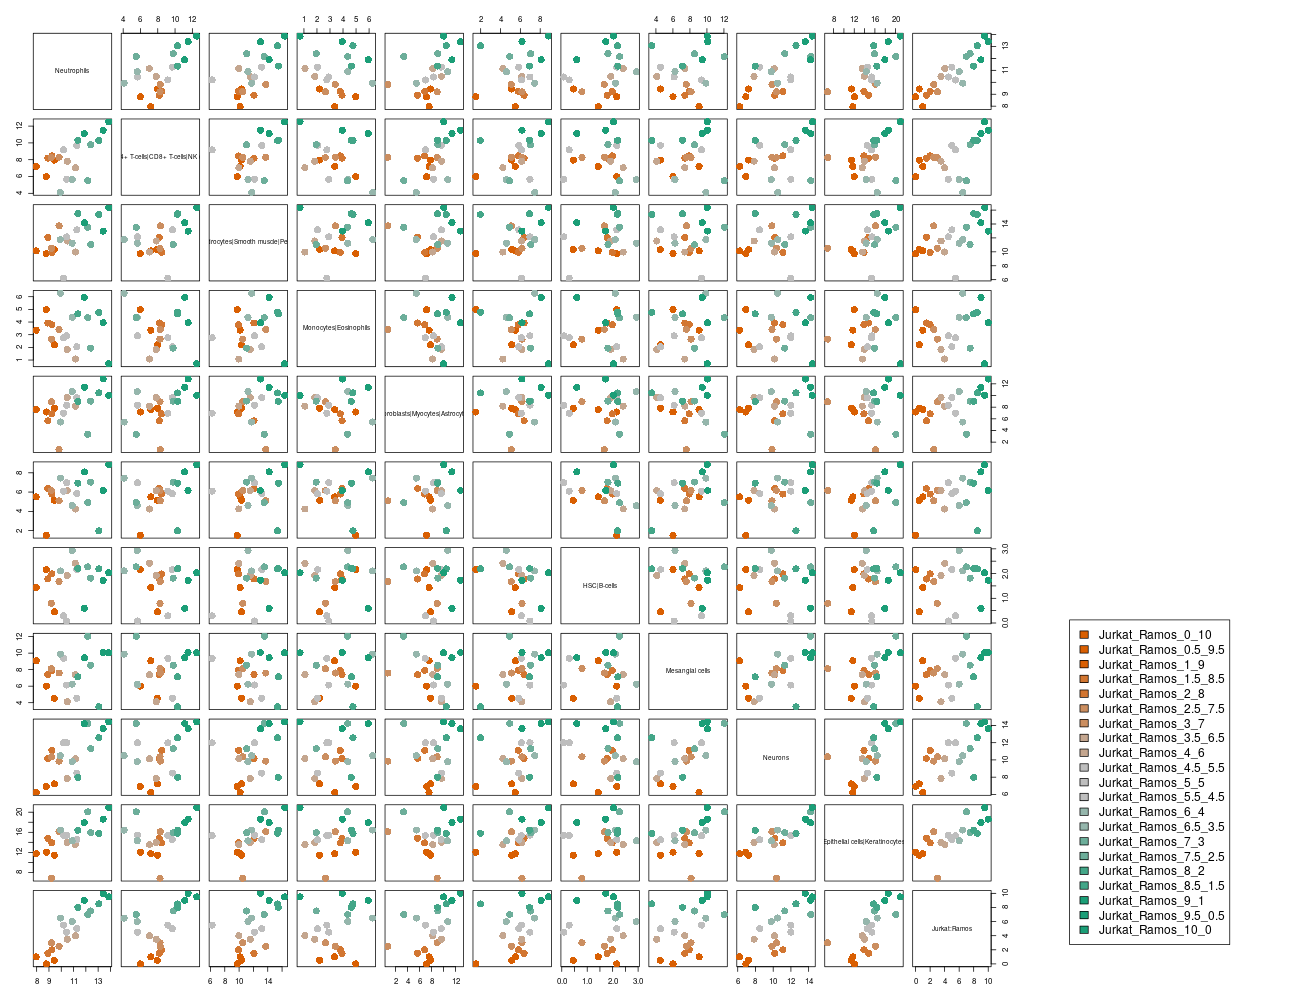 4 6 8 10 12 1 2 3 4 5 6 2 4 6 8 4 6 8 10 12 8 12 16 20
Neutrophils 8 9 11 13
4 6 8 10 12 4+ T-cells|CD8+ T-cells|NK
rocytes|Smooth muscle|Pe 6 10 14
1 2 3 4 5 6 Monocytes|Eosinophils
roblasts|Myocytes|Astrocyt 2 4 6 8 12
2 4 6 8
HSC|B-cells 0.0 1.0 2.0 3.0
4 6 8 10 12 Mesangial cells
Neurons 6 8 10 12 14
8 12 16 20 Epithelial cells|Keratinocytes
Jurkat:Ramos 0 2 4 6 8 10
8 9 11 13 6 8 10 14 2 4 6 8 12 0.0 1.0 2.0 3.0 6 8 10 14 0 2 4 6 8 10
Jurkat_Ramos_0_10
Jurkat_Ramos_0.5_9.5
Jurkat_Ramos_1_9
Jurkat_Ramos_1.5_8.5
Jurkat_Ramos_2_8
Jurkat_Ramos_2.5_7.5
Jurkat_Ramos_3_7
Jurkat_Ramos_3.5_6.5
Jurkat_Ramos_4_6
Jurkat_Ramos_4.5_5.5
Jurkat_Ramos_5_5
Jurkat_Ramos_5.5_4.5
Jurkat_Ramos_6_4
Jurkat_Ramos_6.5_3.5
Jurkat_Ramos_7_3
Jurkat_Ramos_7.5_2.5
Jurkat_Ramos_8_2
Jurkat_Ramos_8.5_1.5
Jurkat_Ramos_9_1
Jurkat_Ramos_9.5_0.5
Jurkat_Ramos_10_0